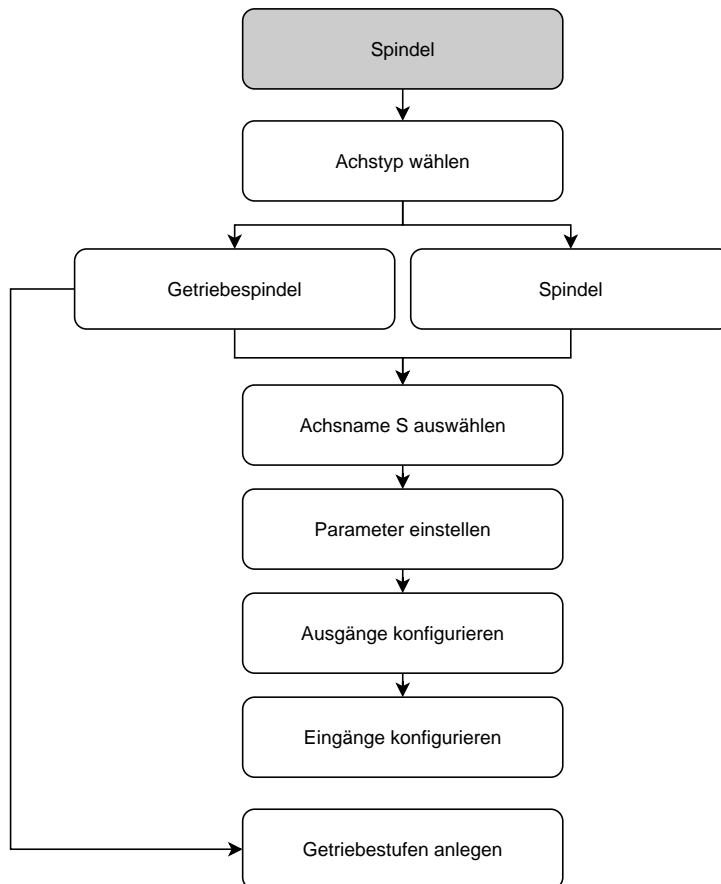 Spindel
Achstyp wählen
Getriebespindel
Spindel
Achsname S auswählen
Parameter einstellen
Ausgänge konfigurieren
Eingänge konfigurieren
Getriebestufen anlegen